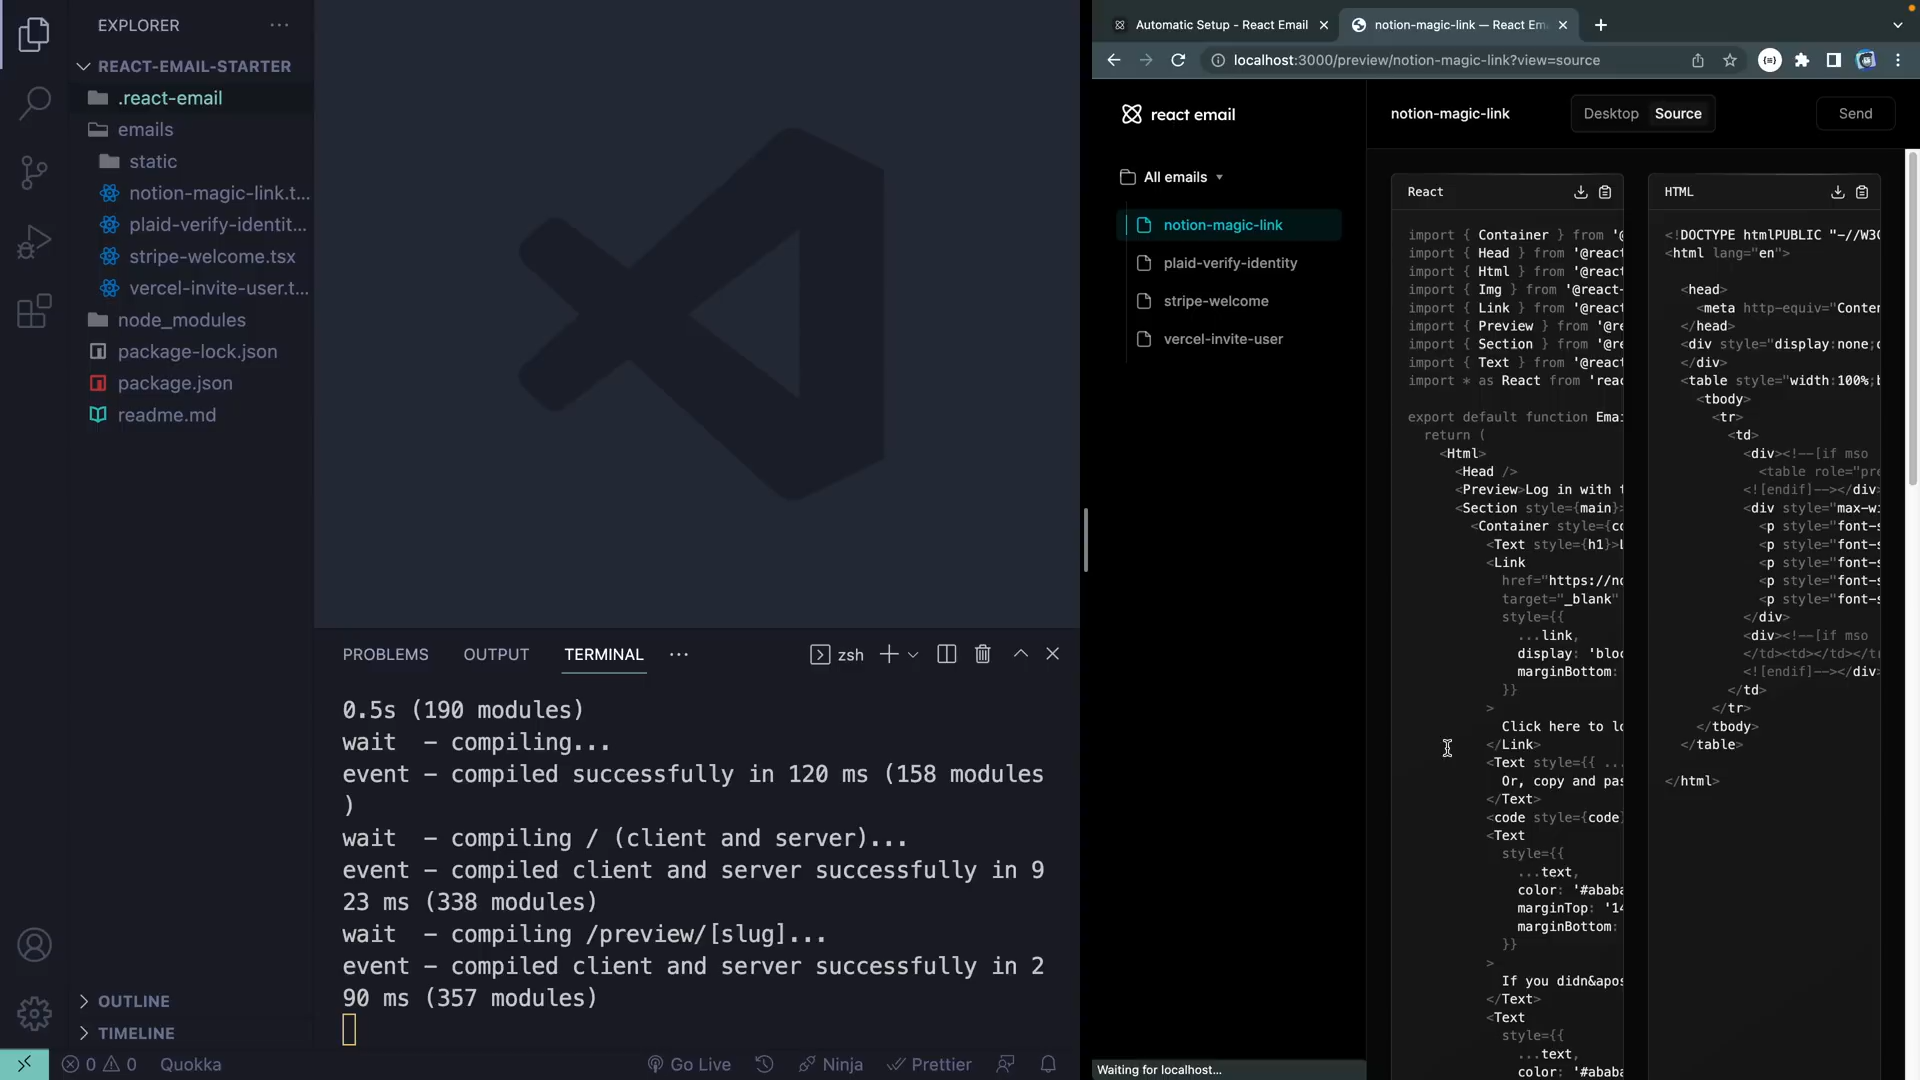 EXPLORER
REACT-EMAIL-STARTER
.react-email
emails
static
notion-magic-link.t...
plaid-verify-identit...
stripe-welcome.tsx
vercel-invite-user.t...
node_modules
package-lock.json
package.json
readme.md
OUTLINE
TIMELINE
0 0 Quokka
PROBLEMS OUTPUT TERMINAL ... zsh
0.5s (190 modules)
wait – compiling...
event – compiled successfully in 120 ms (158 modules
)
wait – compiling / (client and server)...
event – compiled client and server successfully in 9
23 ms (338 modules)
wait – compiling /preview/[slug]...
event – compiled client and server successfully in 2
90 ms (357 modules)
Go Live Ninja Prettier
Automatic Setup - React Email
notion-magic-link — React Em
localhost:3000/preview/notion-magic-link?view=source
react email
All emails
notion-magic-link
plaid-verify-identity
stripe-welcome
vercel-invite-user
Waiting for localhost...
notion-magic-link
Desktop Source
Send
React
import { Container } from '@
import { Head } from '@react
import { Html } from '@react
import { Img } from '@react-
import { Link } from '@react
import { Preview } from '@re
import { Section } from '@re
import { Text } from '@react
import * as React from 'reac
export default function Emai
return (
<Html>
<Head />
<Preview>Log in with t
<Section style={main}>
<Container style={co
<Text style={h1}>L
<Link
href="https://no
target="_blank"
style={{
...link,
display: 'bloc
marginBottom:
}}
>
Click here to lo
</Link>
<Text style={{ ...
Or, copy and pas
</Text>
<code style={code}
<Text
style={{
...text,
color: '#ababa
marginTop: '14
marginBottom:
}}
>
If you didn&apos
</Text>
<Text
style={{
...text,
color: '#ababa
HTML
<!DOCTYPE htmlPUBLIC "-//W3C
<html lang="en">
<head>
<meta http-equiv="Conten
</head>
<div style="display:none;o
</div>
<table style="width:100%;b
<tbody>
<tr>
<td>
<div><!--[if mso
<table role="pre
<![endif]--></div>
<div style="max-wi
<p style="font-s
<p style="font-s
<p style="font-s
<p style="font-s
<p style="font-s
</div>
<div><!--[if mso
</td><td></td></tr
<![endif]--></div>
</td>
</tr>
</tbody>
</table>
</html>